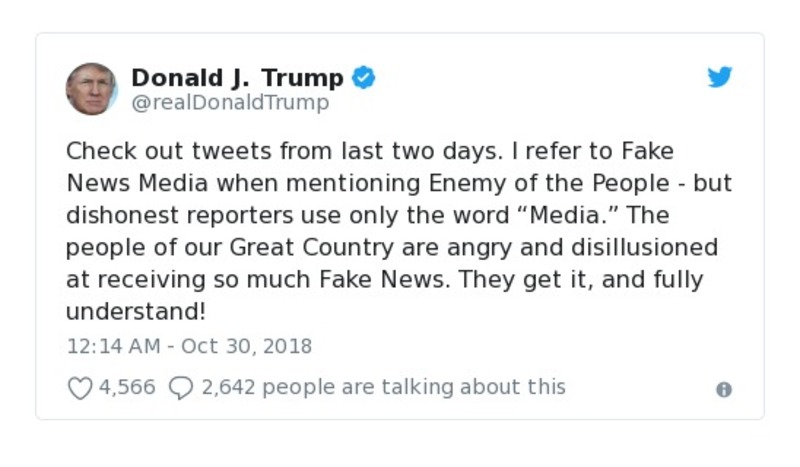 Donald J. Trump
@realDonaldTrump
Check out tweets from last two days. I refer to Fake
News Media when mentioning Enemy of the People - but
dishonest reporters use only the word “Media.” The
people of our Great Country are angry and disillusioned
at receiving so much Fake News. They get it, and fully
understand!
12:14 AM - Oct 30, 2018
4,566 2,642 people are talking about this